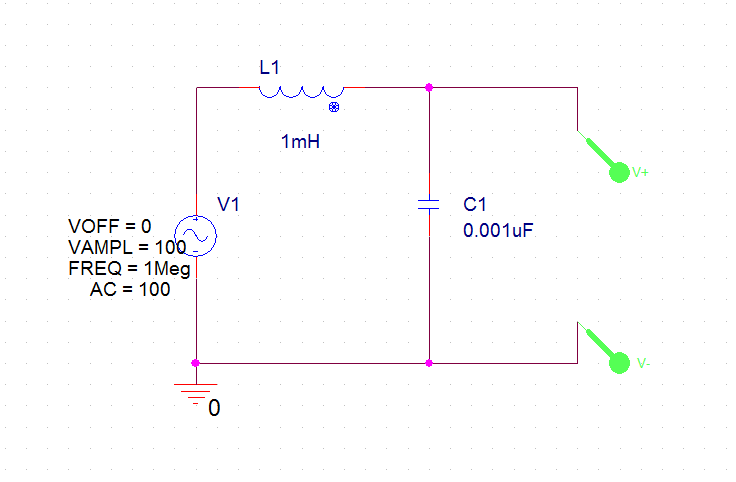 L1
1mH
V+
V1
C1
0.001uF
VOFF = 0
VAMPL = 100
FREQ = 1Meg
AC = 100
V-
0